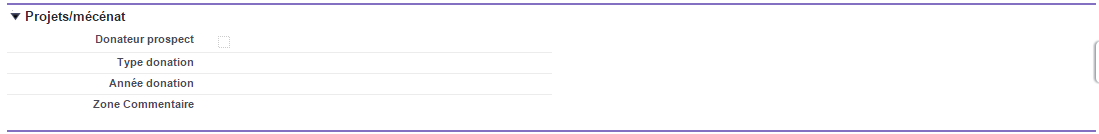 Projets/mécénat
Donateur prospect
Type donation
Année donation
Zone Commentaire